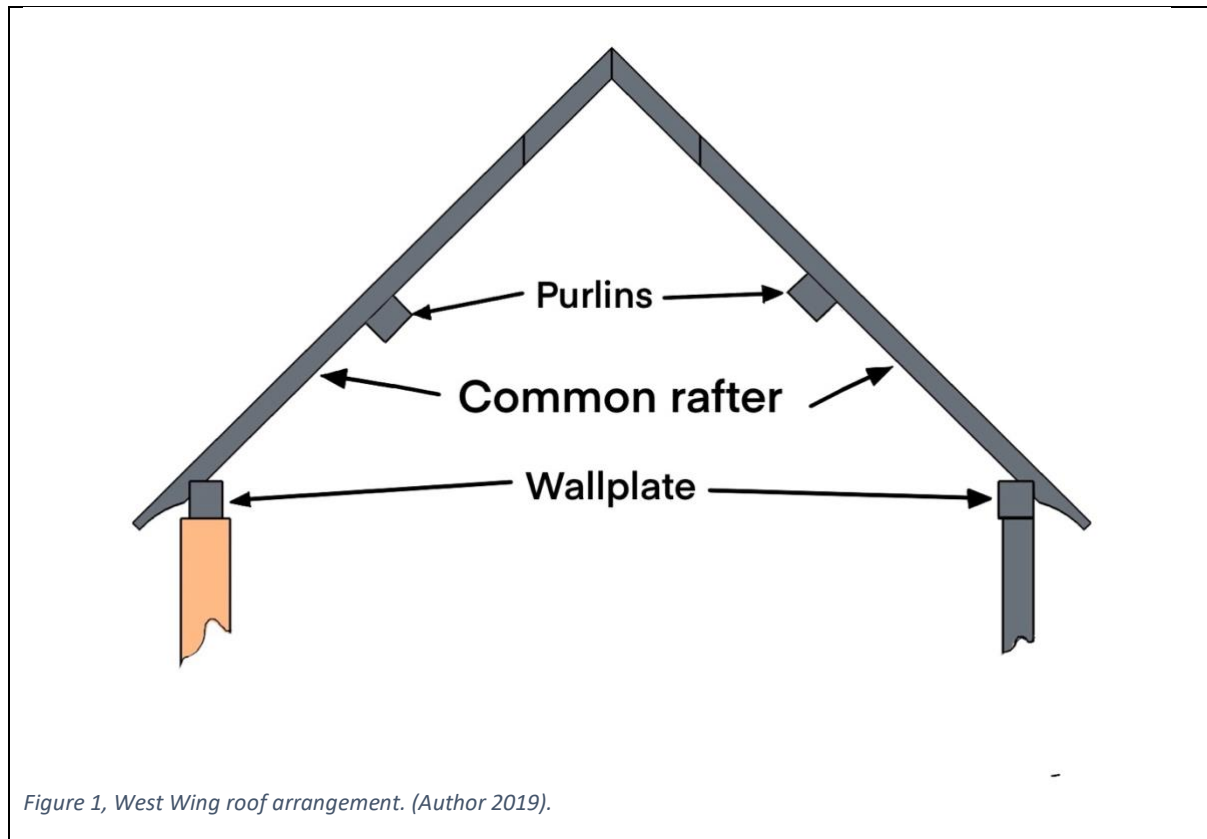 Purlins
Common rafter
Wallplate
Figure 1, West Wing roof arrangement. (Author 2019).